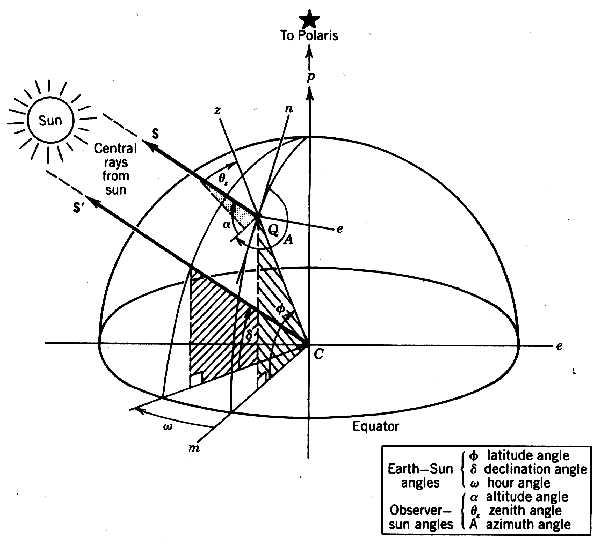 To Polaris
p
z
n
Sun
S
Central
rays
from
sun
θz
S'
Q
e
α
A
ϕ
δ
C
e
ω
m
Equator
Earth—Sun
angles
ϕ latitude angle
δ declination angle
ω hour angle
Observer—
sun angles
α altitude angle
θz zenith angle
A azimuth angle